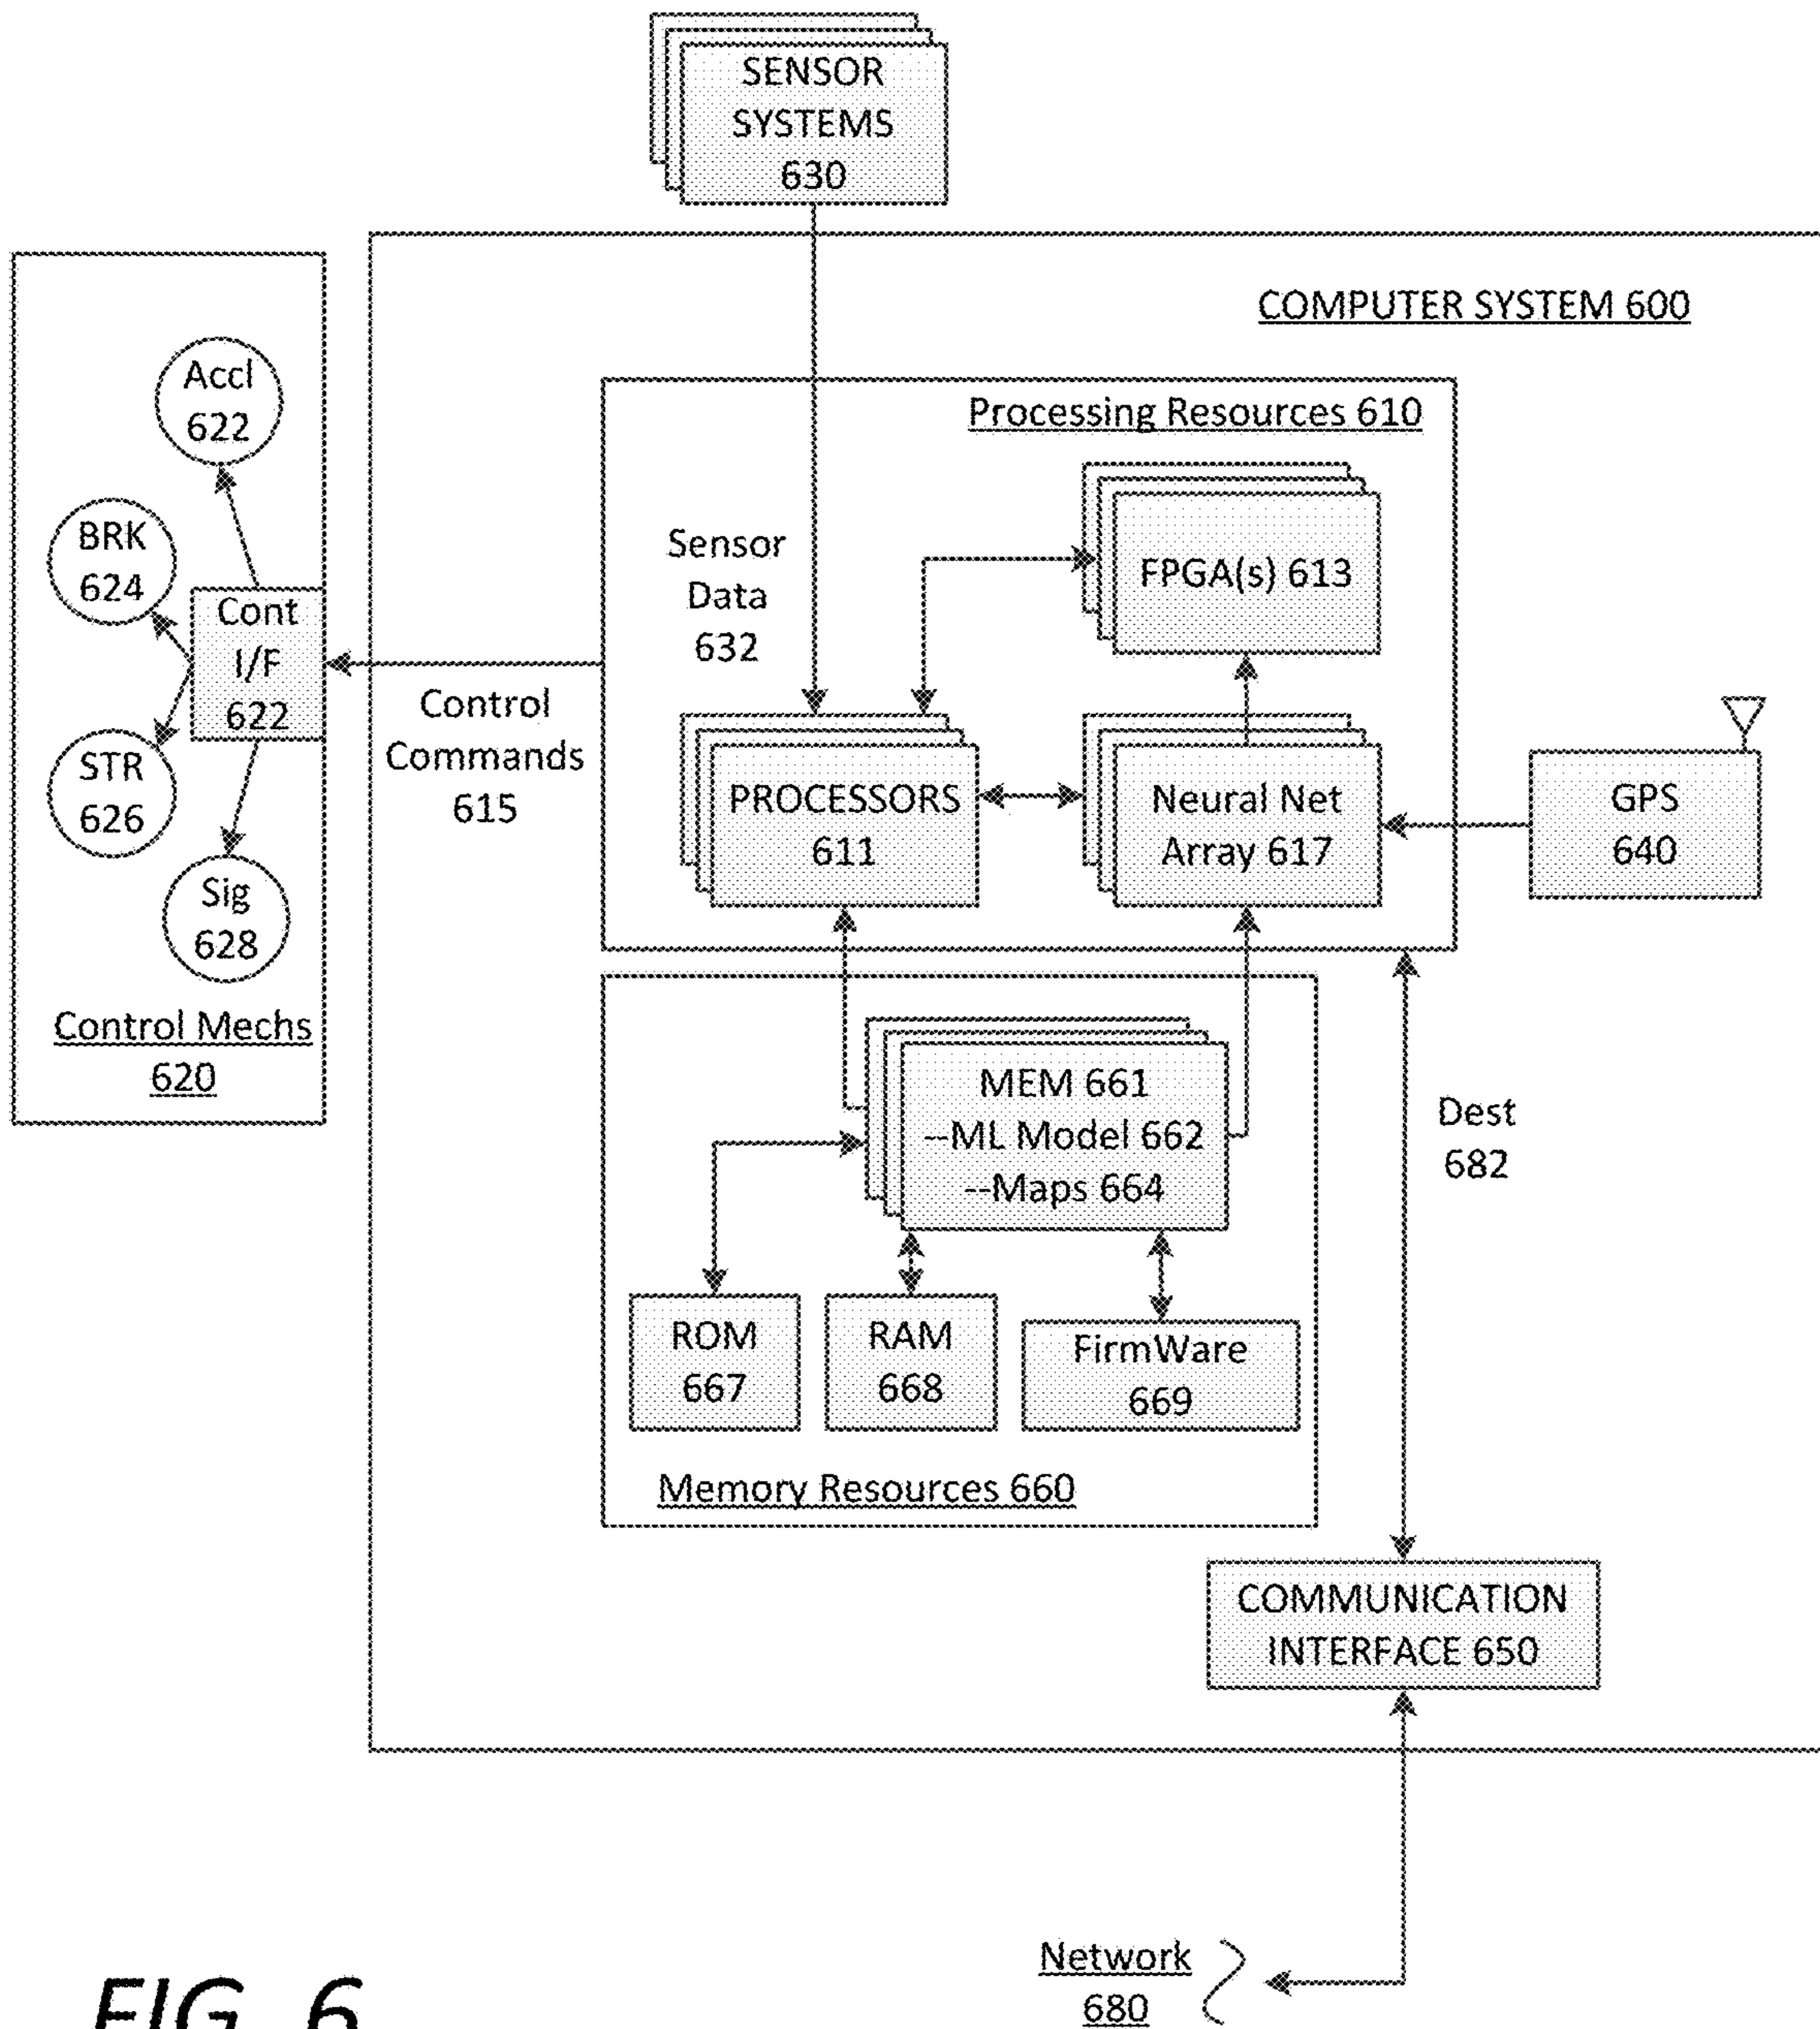 SENSOR
SYSTEMS
630
COMPUTER SYSTEM 600
Processing Resources 610
Accl
622
BRK
624
Cont
I/F
622
STR
626
Sig
628
Control Mechs
620
Control
Commands
615
Sensor
Data
632
FPGA(s) 613
PROCESSORS
611
Neural Net
Array 617
GPS
640
MEM 661
--ML Model 662
--Maps 664
Dest
682
ROM
667
RAM
668
FirmWare
669
Memory Resources 660
COMMUNICATION
INTERFACE 650
Network
680
FIG. 6